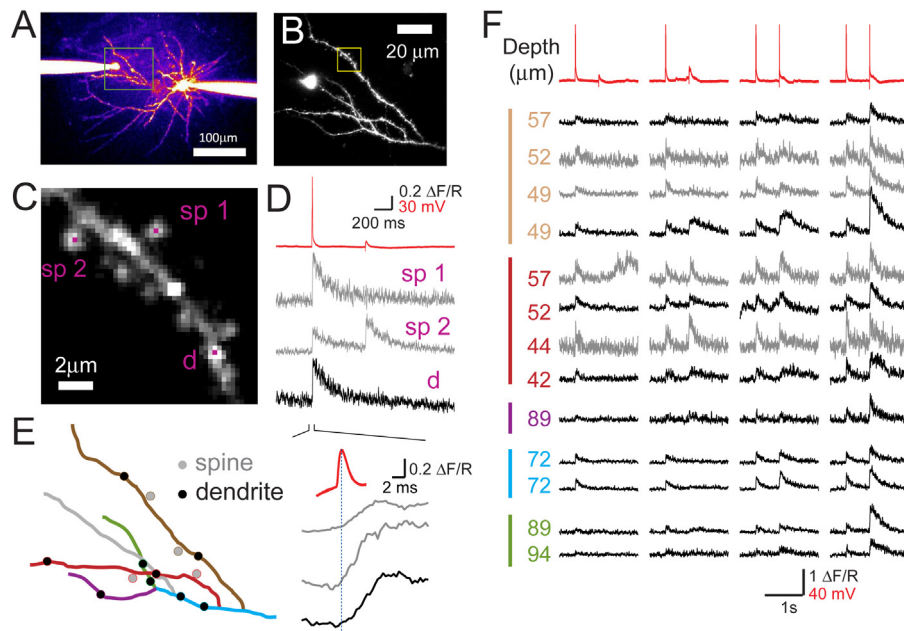 A
100μm
B
20 μm
C
sp 1
sp 2
d
2μm
D
0.2 ΔF/R
30 mV
200 ms
sp 1
sp 2
d
0.2 ΔF/R
2 ms
E
spine
dendrite
F
Depth
(μm)
57
52
49
49
57
52
44
42
89
72
72
89
94
1 ΔF/R
40 mV
1s